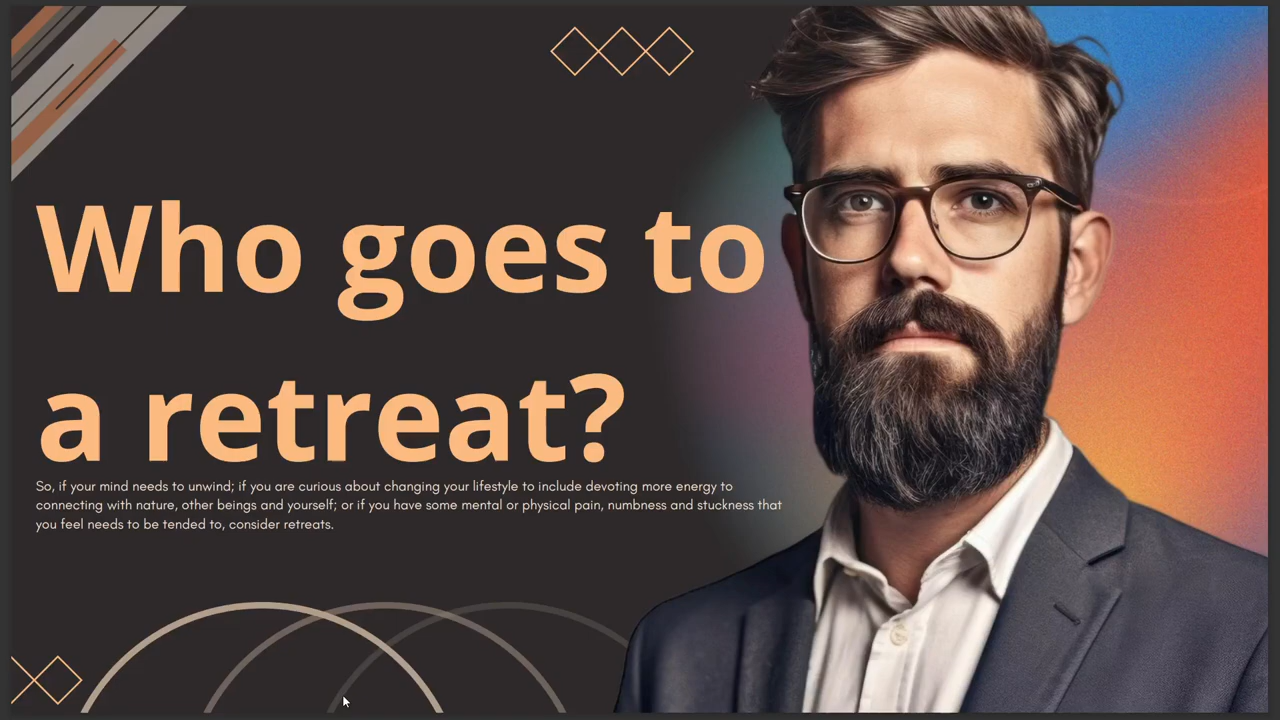 Who goes to
a retreat?
So, if your mind needs to unwind; if you are curious about changing your lifestyle to include devoting more energy to
connecting with nature, other beings and yourself; or if you have some mental or physical pain, numbness and stuckness that
you feel needs to be tended to, consider retreats.